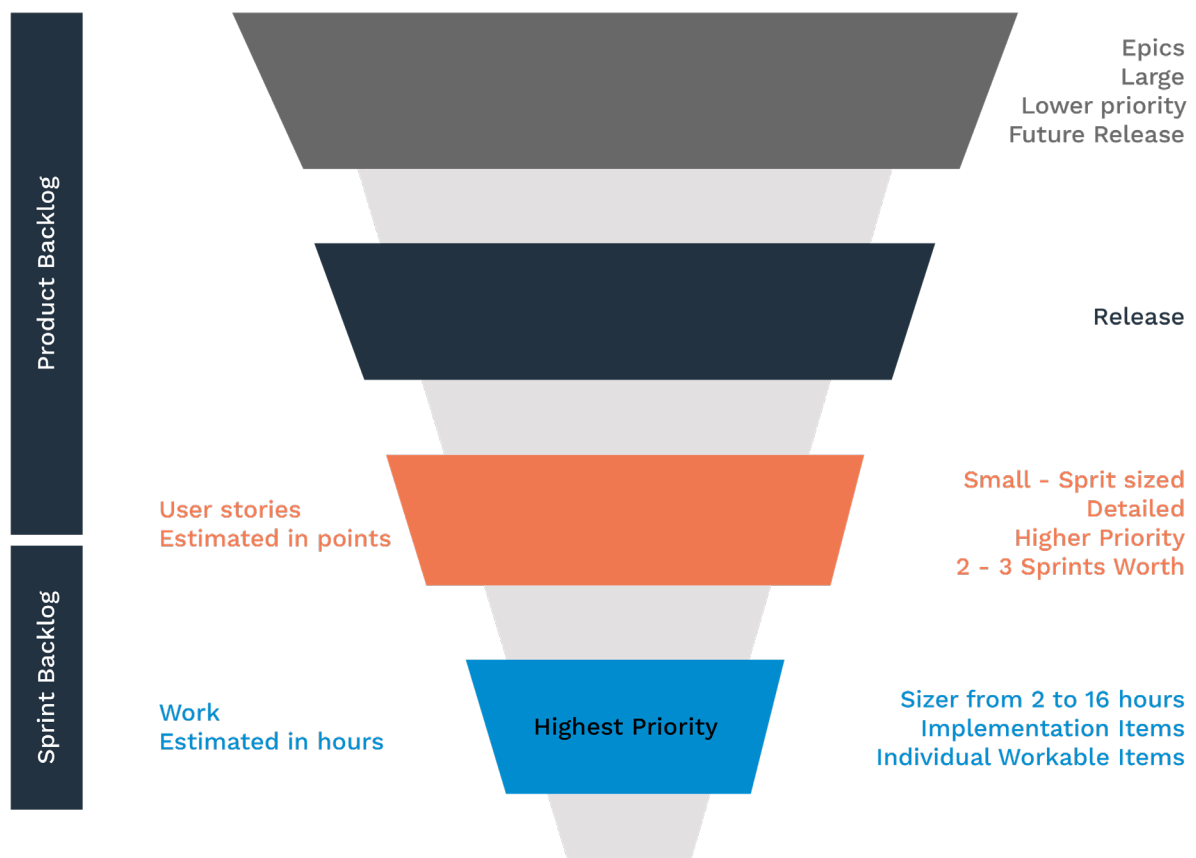 Product Backlog
Epics
Large
Lower priority
Future Release
Release
User stories
Estimated in points
Small - Sprit sized
Detailed
Higher Priority
2 - 3 Sprints Worth
Sprint Backlog
Work
Estimated in hours
Highest Priority
Sizer from 2 to 16 hours
Implementation Items
Individual Workable Items